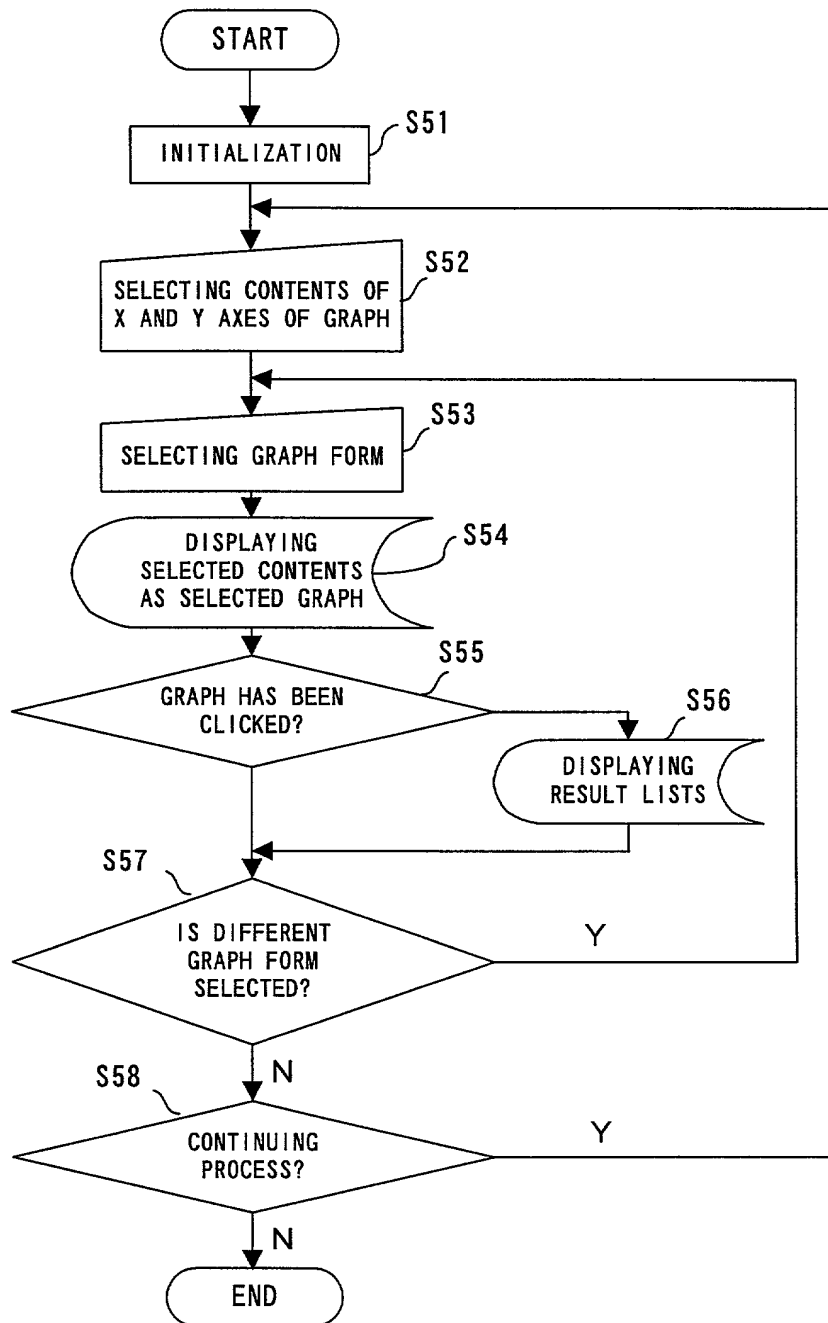 START
S51
INITIALIZATION
S52
SELECTING CONTENTS OF
X AND Y AXES OF GRAPH
S53
SELECTING GRAPH FORM
S54
DISPLAYING
SELECTED CONTENTS
AS SELECTED GRAPH
S55
GRAPH HAS BEEN
CLICKED?
S56
DISPLAYING
RESULT LISTS
S57
IS DIFFERENT
GRAPH FORM
SELECTED?
Y
N
S58
CONTINUING
PROCESS?
Y
N
END